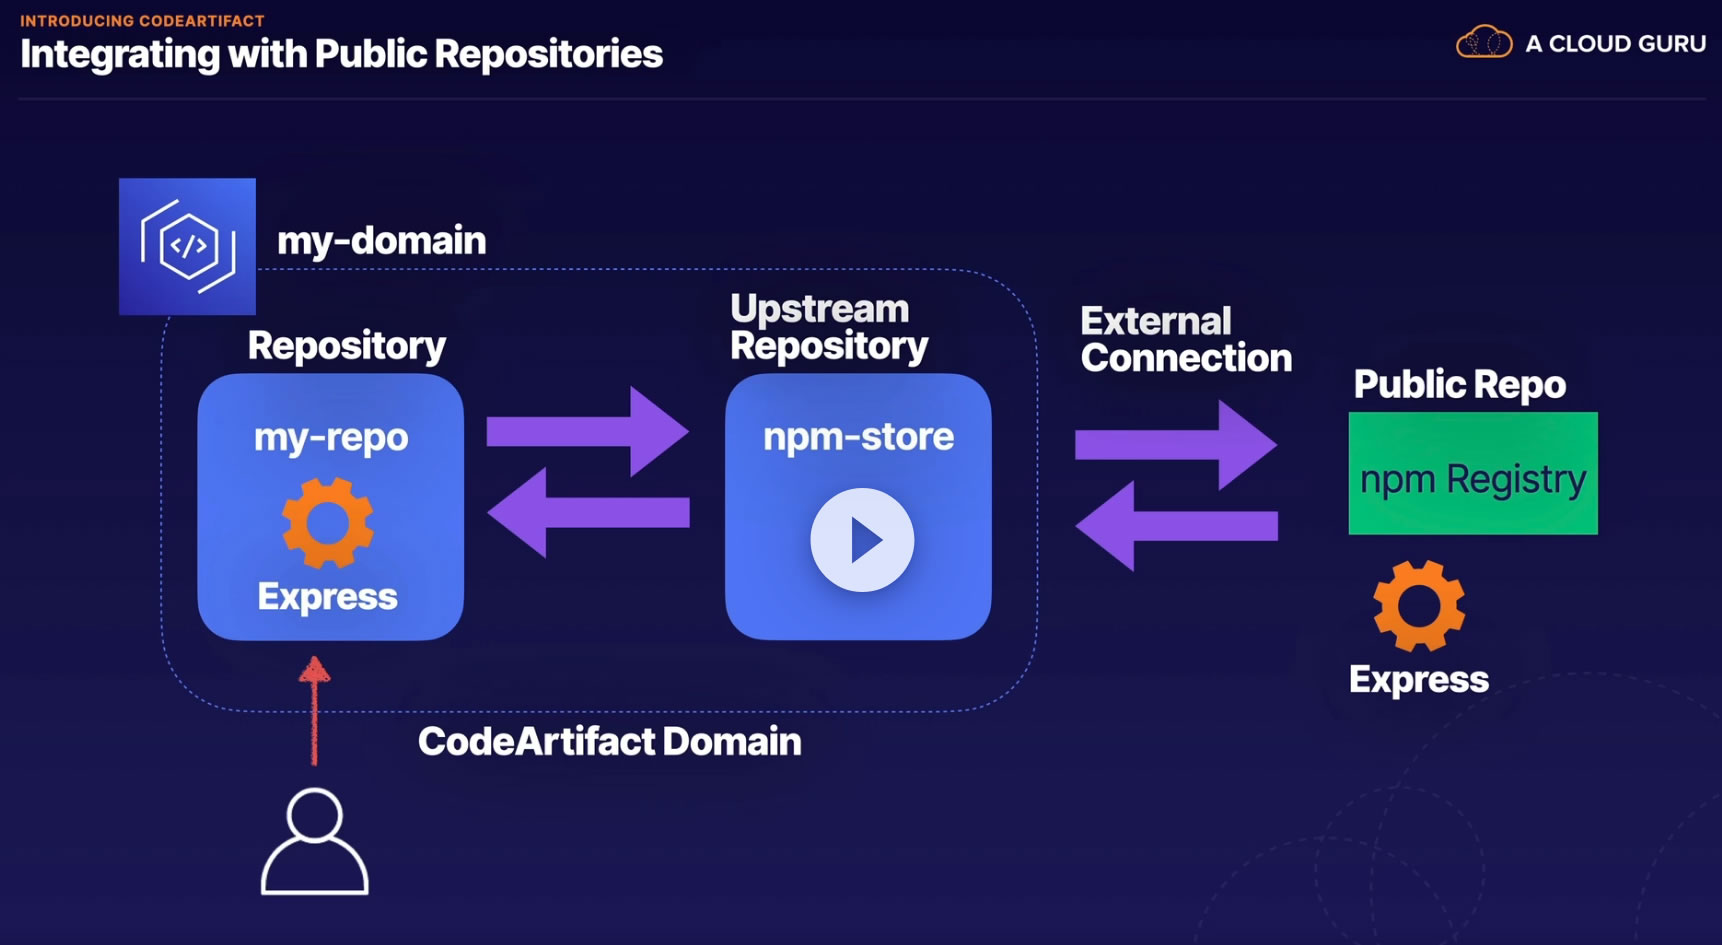 INTRODUCING CODEARTIFACT
Integrating with Public Repositories
A CLOUD GURU
</>
my-domain
Repository
my-repo
Express
Upstream
Repository
npm-store
External
Connection
Public Repo
npm Registry
Express
CodeArtifact Domain